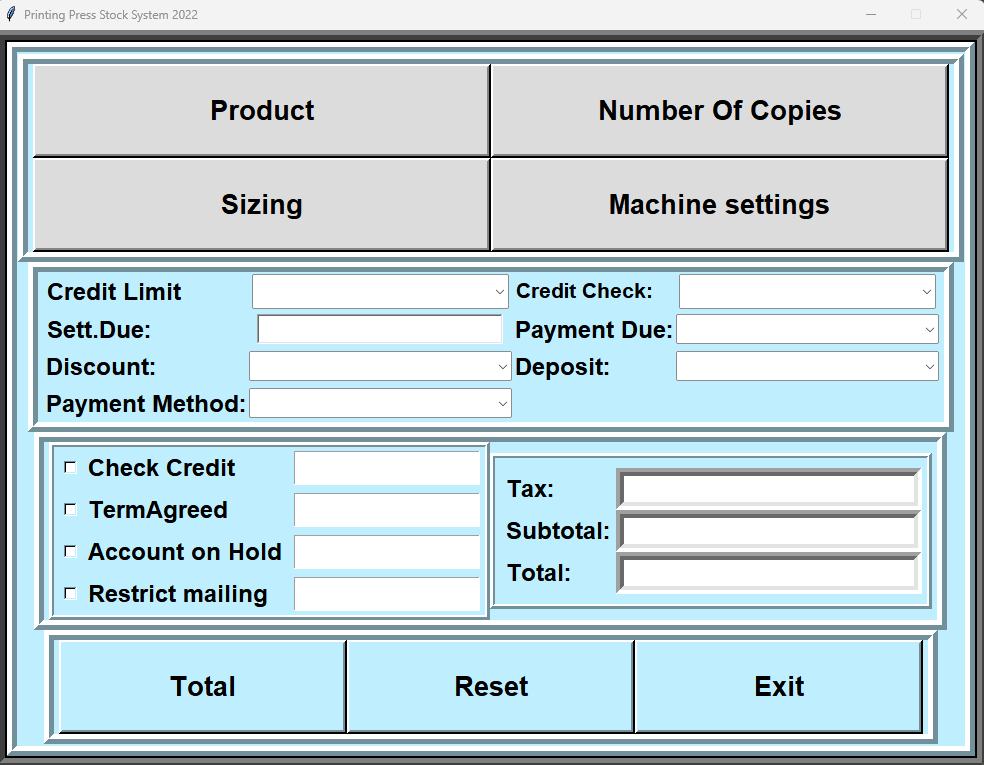 Printing Press Stock System 2022
Product
Number Of Copies
Sizing
Machine settings
Credit Limit
Credit Check:
Sett.Due:
Payment Due:
Discount:
Deposit:
Payment Method:
Check Credit
TermAgreed
Account on Hold
Restrict mailing
Tax:
Subtotal:
Total:
Total
Reset
Exit